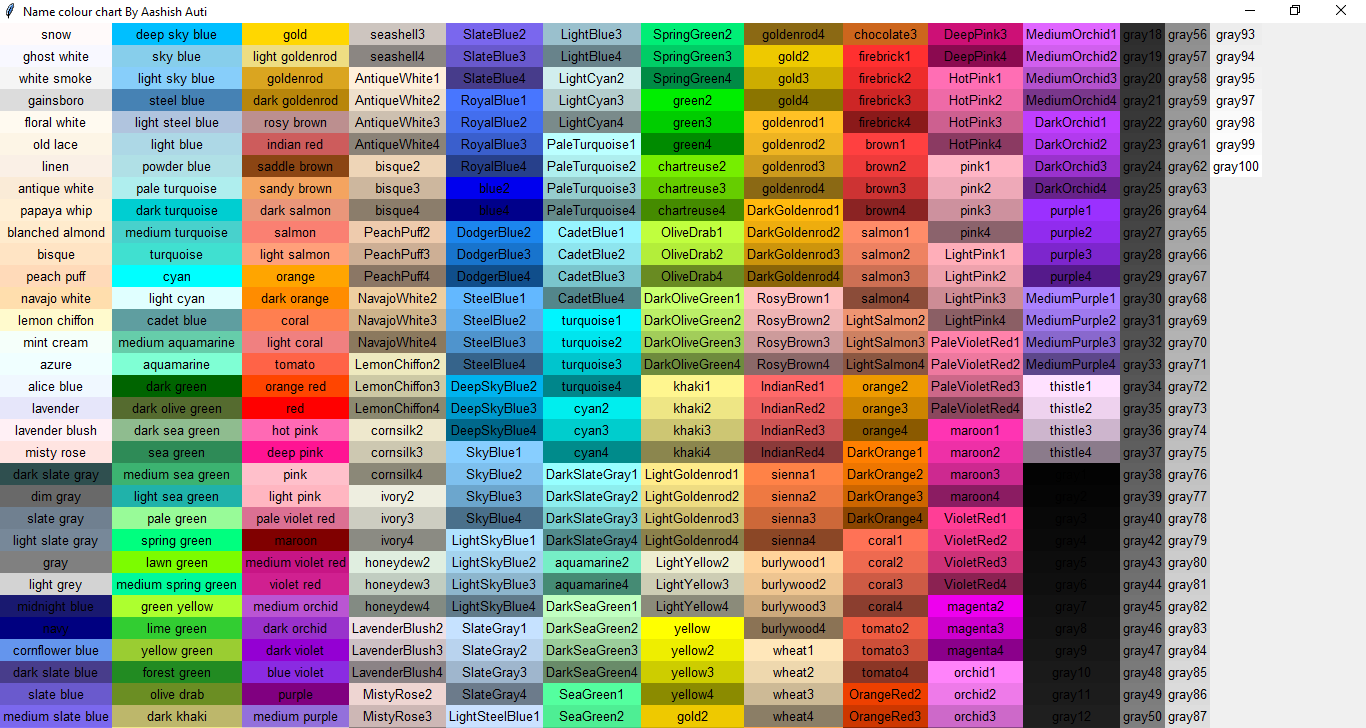 Name colour chart By Aashish Auti
snow deep sky blue gold seashell3 SlateBlue2 LightBlue3 SpringGreen2 goldenrod4 chocolate3 DeepPink3 MediumOrchid1 gray18 gray56 gray93
ghost white sky blue light goldenrod seashell4 SlateBlue3 LightBlue4 SpringGreen3 gold2 firebrick1 DeepPink4 MediumOrchid2 gray19 gray57 gray94
white smoke light sky blue goldenrod AntiqueWhite1 SlateBlue4 LightCyan2 SpringGreen4 gold3 firebrick2 HotPink1 MediumOrchid3 gray20 gray58 gray95
gainsboro steel blue dark goldenrod AntiqueWhite2 RoyalBlue1 LightCyan3 green2 gold4 firebrick3 HotPink2 MediumOrchid4 gray21 gray59 gray97
floral white light steel blue rosy brown AntiqueWhite3 RoyalBlue2 LightCyan4 green3 goldenrod1 firebrick4 HotPink3 DarkOrchid1 gray22 gray60 gray98
old lace light blue indian red AntiqueWhite4 RoyalBlue3 PaleTurquoise1 green4 goldenrod2 brown1 HotPink4 DarkOrchid2 gray23 gray61 gray99
linen powder blue saddle brown bisque2 RoyalBlue4 PaleTurquoise2 chartreuse2 goldenrod3 brown2 pink1 DarkOrchid3 gray24 gray62 gray100
antique white pale turquoise sandy brown bisque3 blue2 PaleTurquoise3 chartreuse3 goldenrod4 brown3 pink2 DarkOrchid4 gray25 gray63
papaya whip dark turquoise dark salmon bisque4 blue4 PaleTurquoise4 chartreuse4 DarkGoldenrod1 brown4 pink3 purple1 gray26 gray64
blanched almond medium turquoise salmon PeachPuff2 DodgerBlue2 CadetBlue1 OliveDrab1 DarkGoldenrod2 salmon1 pink4 purple2 gray27 gray65
bisque turquoise light salmon PeachPuff3 DodgerBlue3 CadetBlue2 OliveDrab2 DarkGoldenrod3 salmon2 LightPink1 purple3 gray28 gray66
peach puff cyan orange PeachPuff4 DodgerBlue4 CadetBlue3 OliveDrab4 DarkGoldenrod4 salmon3 LightPink2 purple4 gray29 gray67
navajo white light cyan dark orange NavajoWhite2 SteelBlue1 CadetBlue4 DarkOliveGreen1 RosyBrown1 salmon4 LightPink3 MediumPurple1 gray30 gray68
lemon chiffon cadet blue coral NavajoWhite3 SteelBlue2 turquoise1 DarkOliveGreen2 RosyBrown2 LightSalmon2 LightPink4 MediumPurple2 gray31 gray69
mint cream medium aquamarine light coral NavajoWhite4 SteelBlue3 turquoise2 DarkOliveGreen3 RosyBrown3 LightSalmon3 PaleVioletRed1 MediumPurple3 gray32 gray70
azure aquamarine tomato LemonChiffon2 SteelBlue4 turquoise3 DarkOliveGreen4 RosyBrown4 LightSalmon4 PaleVioletRed2 MediumPurple4 gray33 gray71
alice blue dark green orange red LemonChiffon3 DeepSkyBlue2 turquoise4 khaki1 IndianRed1 orange2 PaleVioletRed3 thistle1 gray34 gray72
lavender dark olive green red LemonChiffon4 DeepSkyBlue3 cyan2 khaki2 IndianRed2 orange3 PaleVioletRed4 thistle2 gray35 gray73
lavender blush dark sea green hot pink cornsilk2 DeepSkyBlue4 cyan3 khaki3 IndianRed3 orange4 maroon1 thistle3 gray36 gray74
misty rose sea green deep pink cornsilk3 SkyBlue1 cyan4 khaki4 IndianRed4 DarkOrange1 maroon2 thistle4 gray37 gray75
dark slate gray medium sea green pink cornsilk4 SkyBlue2 DarkSlateGray1 LightGoldenrod1 sienna1 DarkOrange2 maroon3 gray38 gray76
dim gray light sea green light pink ivory2 SkyBlue3 DarkSlateGray2 LightGoldenrod2 sienna2 DarkOrange3 maroon4 gray39 gray77
slate gray pale green pale violet red ivory3 SkyBlue4 DarkSlateGray3 LightGoldenrod3 sienna3 DarkOrange4 VioletRed1 gray3 gray40 gray78
light slate gray spring green maroon ivory4 LightSkyBlue1 DarkSlateGray4 LightGoldenrod4 sienna4 coral1 VioletRed2 gray4 gray42 gray79
gray lawn green medium violet red honeydew2 LightSkyBlue2 aquamarine2 LightYellow2 burlywood1 coral2 VioletRed3 gray5 gray43 gray80
light grey medium spring green violet red honeydew3 LightSkyBlue3 aquamarine4 LightYellow3 burlywood2 coral3 VioletRed4 gray6 gray44 gray81
midnight blue green yellow medium orchid honeydew4 LightSkyBlue4 DarkSeaGreen1 LightYellow4 burlywood3 coral4 magenta2 gray7 gray45 gray82
navy lime green dark orchid LavenderBlush2 SlateGray1 DarkSeaGreen2 yellow burlywood4 tomato2 magenta3 gray8 gray46 gray83
cornflower blue yellow green dark violet LavenderBlush3 SlateGray2 DarkSeaGreen3 yellow2 wheat1 tomato3 magenta4 gray9 gray47 gray84
dark slate blue forest green blue violet LavenderBlush4 SlateGray3 DarkSeaGreen4 yellow3 wheat2 tomato4 orchid1 gray10 gray48 gray85
slate blue olive drab purple MistyRose2 SlateGray4 SeaGreen1 yellow4 wheat3 OrangeRed2 orchid2 gray11 gray49 gray86
medium slate blue dark khaki medium purple MistyRose3 LightSteelBlue1 SeaGreen2 gold2 wheat4 OrangeRed3 orchid3 gray12 gray50 gray87